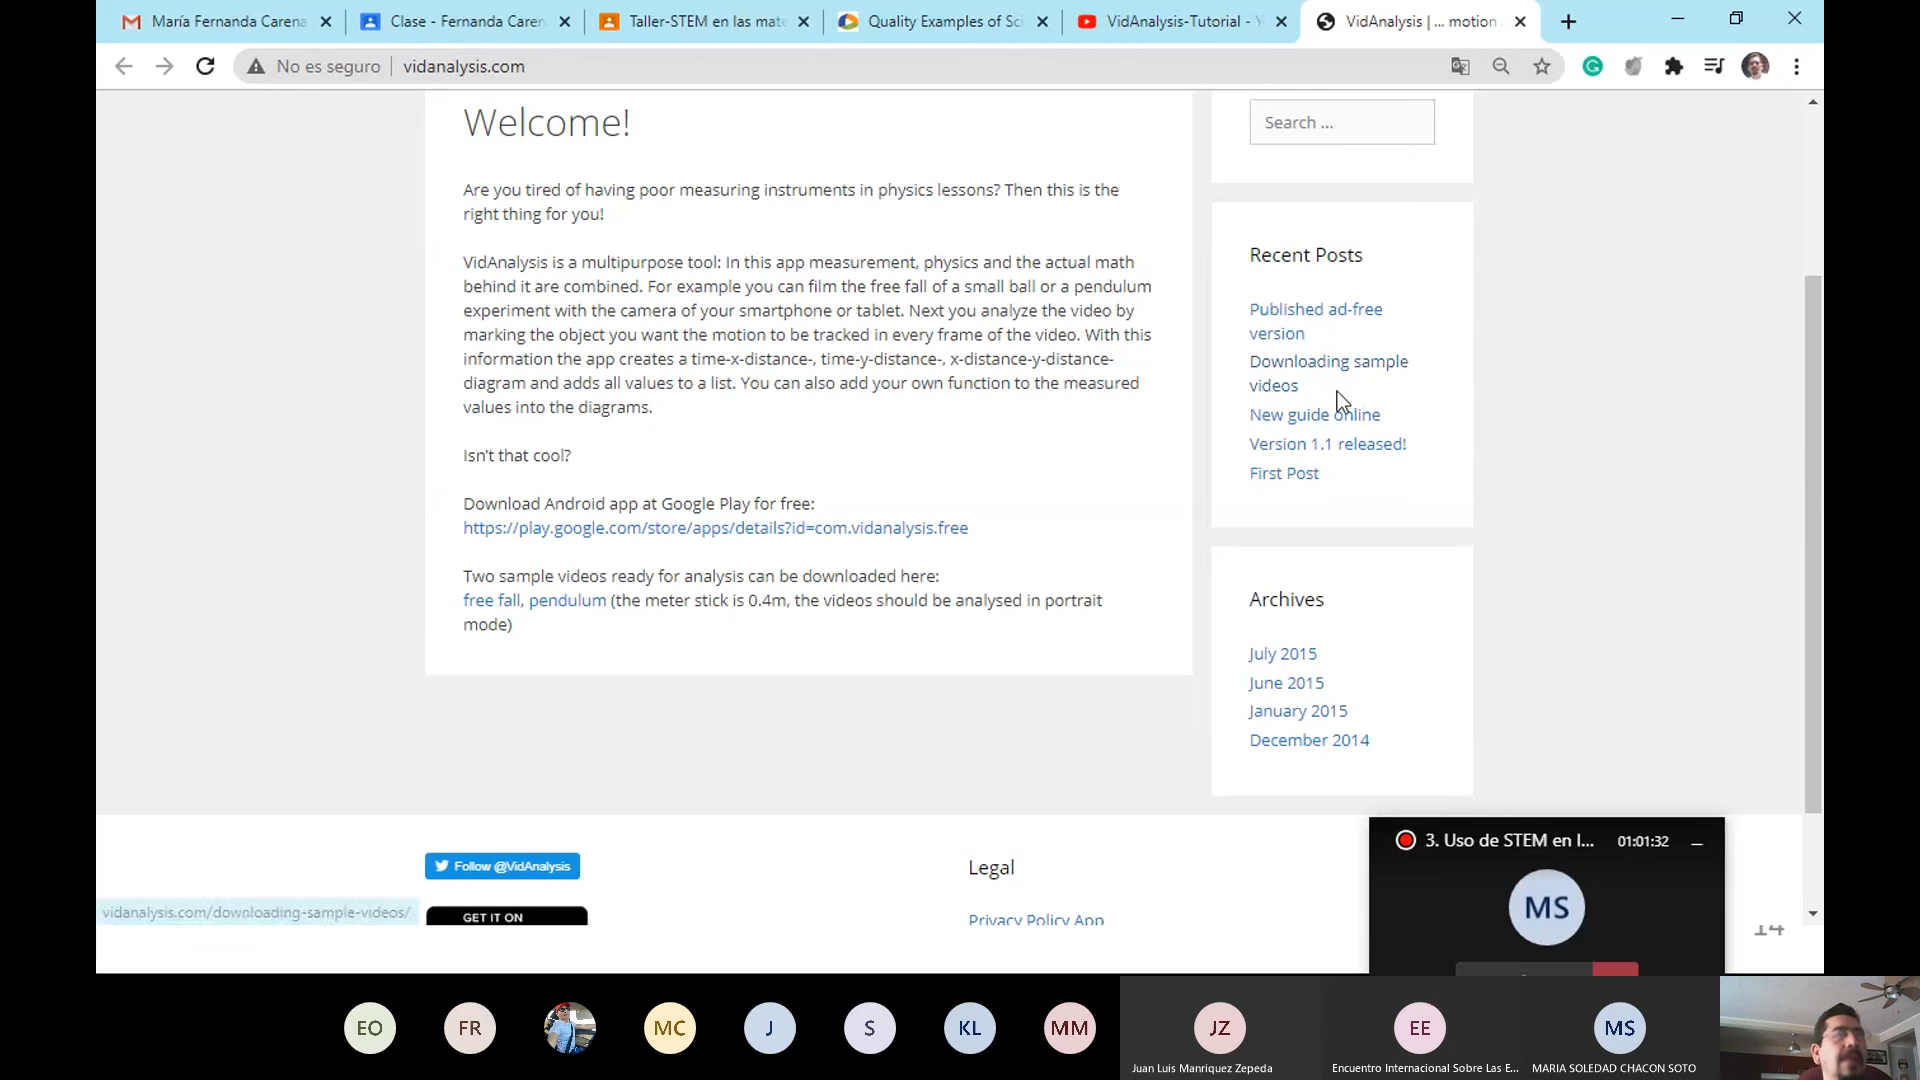 María Fernanda Carena
Clase - Fernanda Caren
Taller-STEM en las mate
Quality Examples of Sci
VidAnalysis-Tutorial - Y
VidAnalysis | ... motion
No es seguro
vidanalysis.com
Welcome!
Are you tired of having poor measuring instruments in physics lessons? Then this is the
right thing for you!
VidAnalysis is a multipurpose tool: In this app measurement, physics and the actual math
behind it are combined. For example you can film the free fall of a small ball or a pendulum
experiment with the camera of your smartphone or tablet. Next you analyze the video by
marking the object you want the motion to be tracked in every frame of the video. With this
information the app creates a time-x-distance-, time-y-distance-, x-distance-y-distance-
diagram and adds all values to a list. You can also add your own function to the measured
values into the diagrams.
Isn't that cool?
Download Android app at Google Play for free:
https://play.google.com/store/apps/details?id=com.vidanalysis.free
Two sample videos ready for analysis can be downloaded here:
free fall, pendulum (the meter stick is 0.4m, the videos should be analysed in portrait
mode)
Search ...
Recent Posts
Published ad-free
version
Downloading sample
videos
New guide online
Version 1.1 released!
First Post
Archives
July 2015
June 2015
January 2015
December 2014
Follow @VidAnalysis
GET IT ON
Legal
Privacy Policy App
vidanalysis.com/downloading-sample-videos/
3. Uso de STEM en l...
01:01:32
MS
14
EO
FR
MC
J
S
KL
MM
JZ
EE
MS
Juan Luis Manriquez Zepeda
Encuentro Internacional Sobre Las E...
MARIA SOLEDAD CHACON SOTO